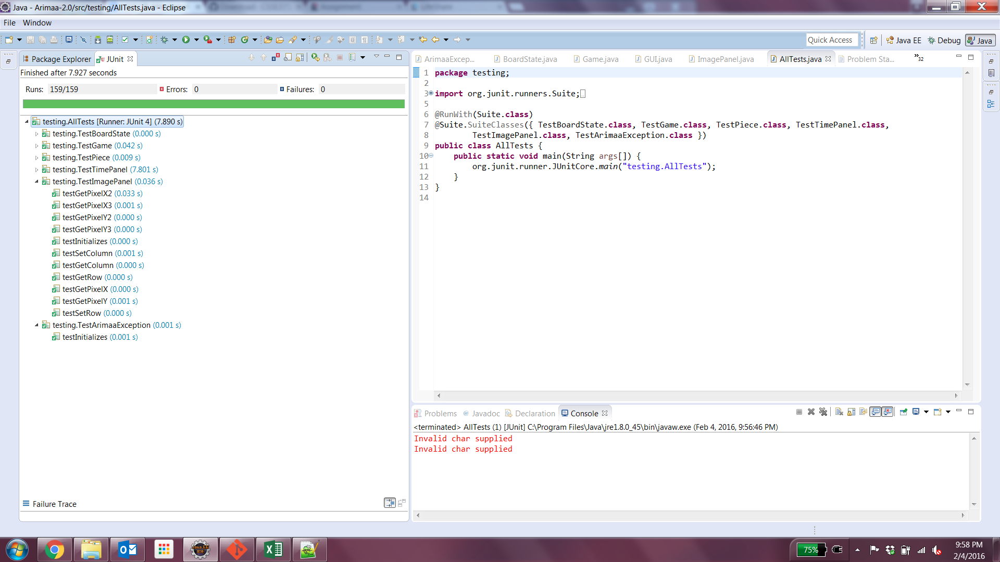 Java - Arimaa-2.0/src/testing/AllTests.java - Eclipse
File Window
Quick Access
Java EE
Debug
Java
Package Explorer
JUnit
Finished after 7.927 seconds
Runs: 159/159
Errors: 0
Failures: 0
testing.AllTests [Runner: JUnit 4] (7.890 s)
testing.TestBoardState (0.000 s)
testing.TestGame (0.042 s)
testing.TestPiece (0.009 s)
testing.TestTimePanel (7.801 s)
testing.TestImagePanel (0.036 s)
testGetPixelX2 (0.033 s)
testGetPixelX3 (0.001 s)
testGetPixelY2 (0.000 s)
testGetPixelY3 (0.000 s)
testInitializes (0.000 s)
testSetColumn (0.001 s)
testGetColumn (0.000 s)
testGetRow (0.000 s)
testGetPixelX (0.000 s)
testGetPixelY (0.001 s)
testSetRow (0.000 s)
testing.TestArimaaException (0.001 s)
testInitializes (0.001 s)
Failure Trace
ArimaaExcep...
BoardState.java
Game.java
GUI.java
ImagePanel.java
AllTests.java
Problem Sta...
»32
1 package testing;
2
3 import org.junit.runners.Suite;
5
6 @RunWith(Suite.class)
7 @Suite.SuiteClasses({ TestBoardState.class, TestGame.class, TestPiece.class, TestTimePanel.class,
8 TestImagePanel.class, TestArimaaException.class })
9 public class AllTests {
10 public static void main(String args[]) {
11 org.junit.runner.JUnitCore.main("testing.AllTests");
12 }
13 }
14
Problems
@ Javadoc
Declaration
Console
<terminated> AllTests (1) [JUnit] C:\Program Files\Java\jre1.8.0_45\bin\javaw.exe (Feb 4, 2016, 9:56:46 PM)
Invalid char supplied
Invalid char supplied
Java EE
IDE
75%
9:58 PM
2/4/2016